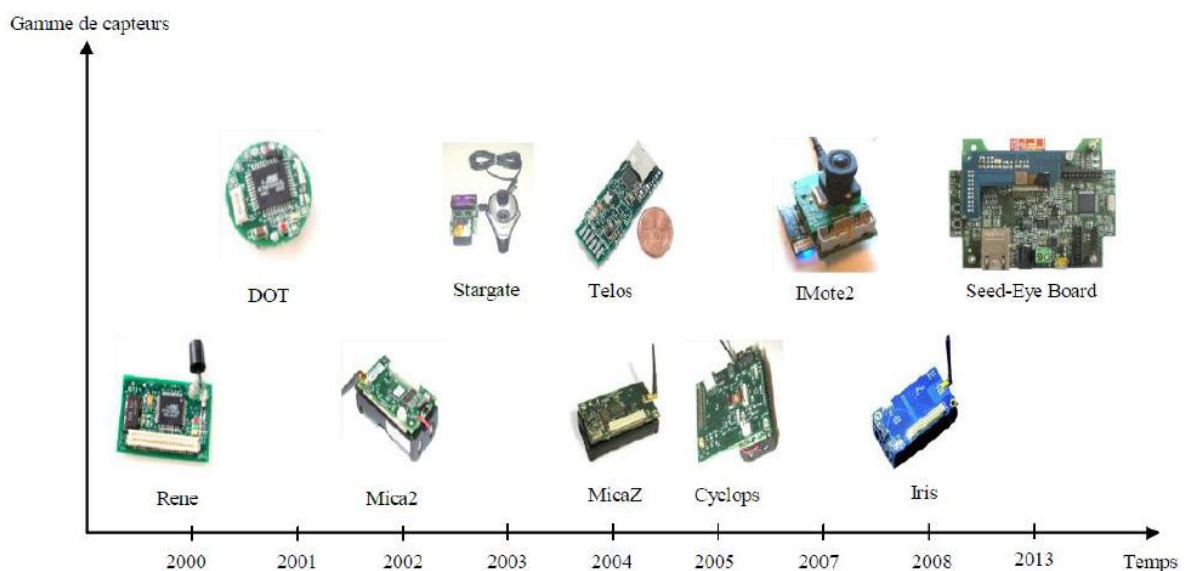 Gamme de capteurs
DOT
Stargate
Telos
IMote2
Seed-Eye Board
Rene
Mica2
MicaZ
Cyclops
Iris
2000 2001 2002 2003 2004 2005 2007 2008 2013 Temps